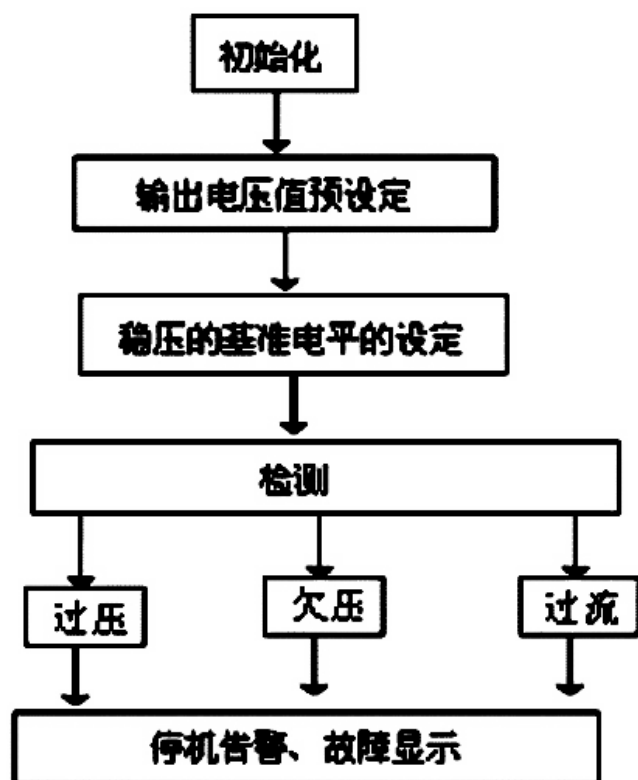 初始化
输出电压值预设定
稳压的基准电平的设定
检测
过压
欠压
过流
停机告警、故障显示